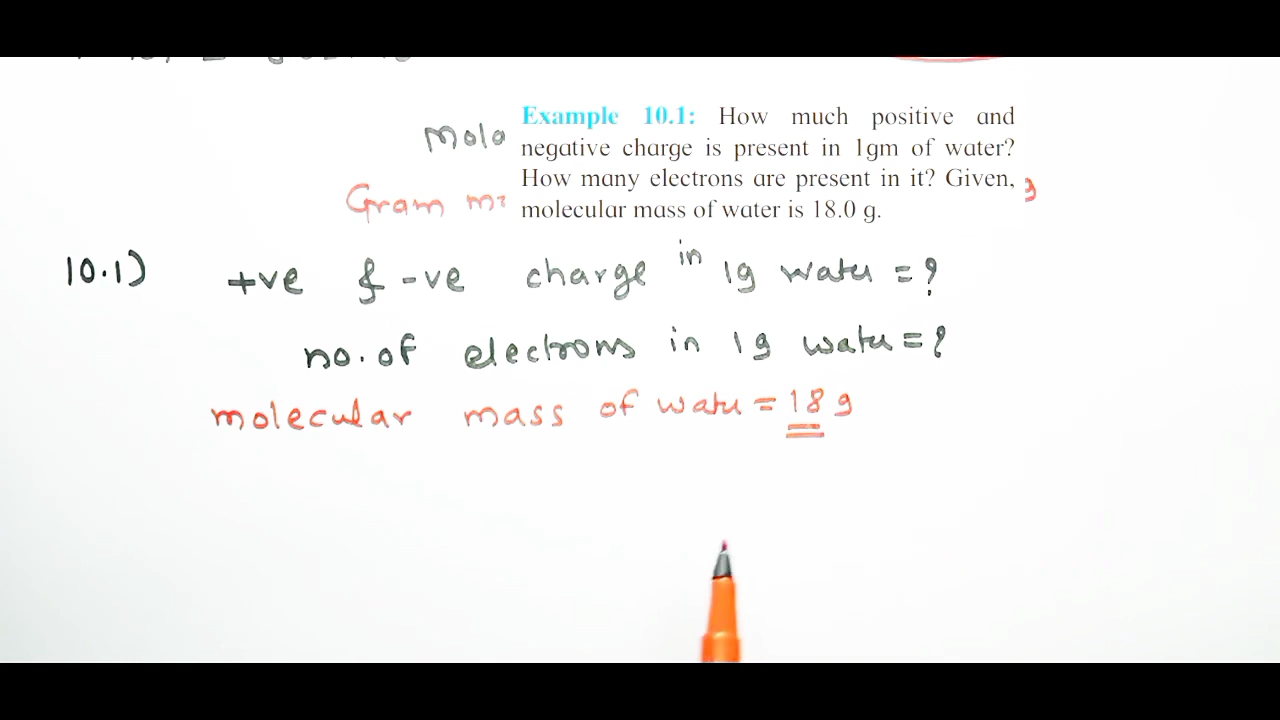 Molo
Gram
Example 10.1: How much positive and
negative charge is present in 1gm of water?
How many electrons are present in it? Given,
molecular mass of water is 18.0 g.
10.1) +ve & -ve charge in 1g water = ?
no. of electrons in 1g water = ?
molecular mass of water = 18 g